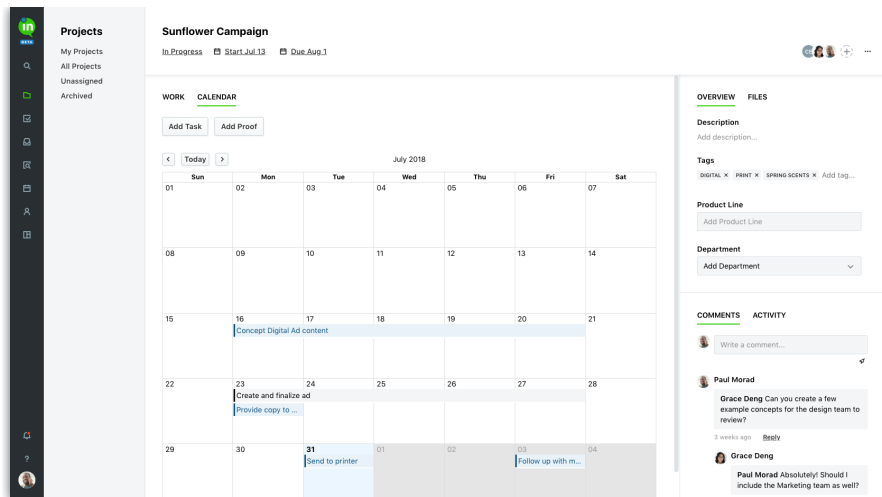 in
BETA
Projects
My Projects
All Projects
Unassigned
Archived
Sunflower Campaign
In Progress
Start Jul 13
Due Aug 1
WORK
CALENDAR
Add Task
Add Proof
Today
July 2018
Sun Mon Tue Wed Thu Fri Sat
01 02 03 04 05 06 07
08 09 10 11 12 13 14
15 16 17 18 19 20 21
Concept Digital Ad content
22 23 24 25 26 27 28
Create and finalize ad
Provide copy to ...
29 30 31 01 02 03 04
Send to printer
Follow up with m...
OVERVIEW
FILES
Description
Add description...
Tags
DIGITAL × PRINT × SPRING SCENTS × Add tag...
Product Line
Add Product Line
Department
Add Department
COMMENTS
ACTIVITY
Write a comment...
Paul Morad
Grace Deng Can you create a few
example concepts for the design team to
review?
3 weeks ago Reply
Grace Deng
Paul Morad Absolutely! Should I
include the Marketing team as well?